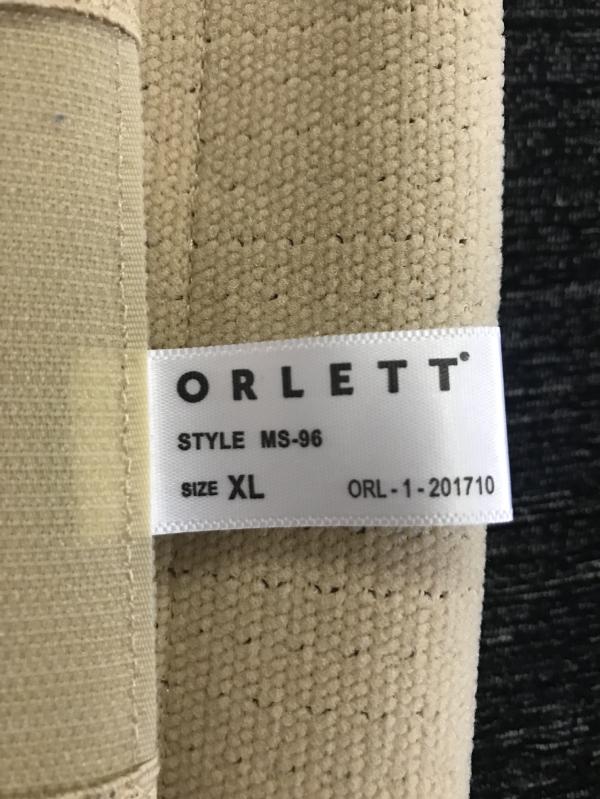 ORLETT®
STYLE MS-96
SIZE XL ORL-1-201710